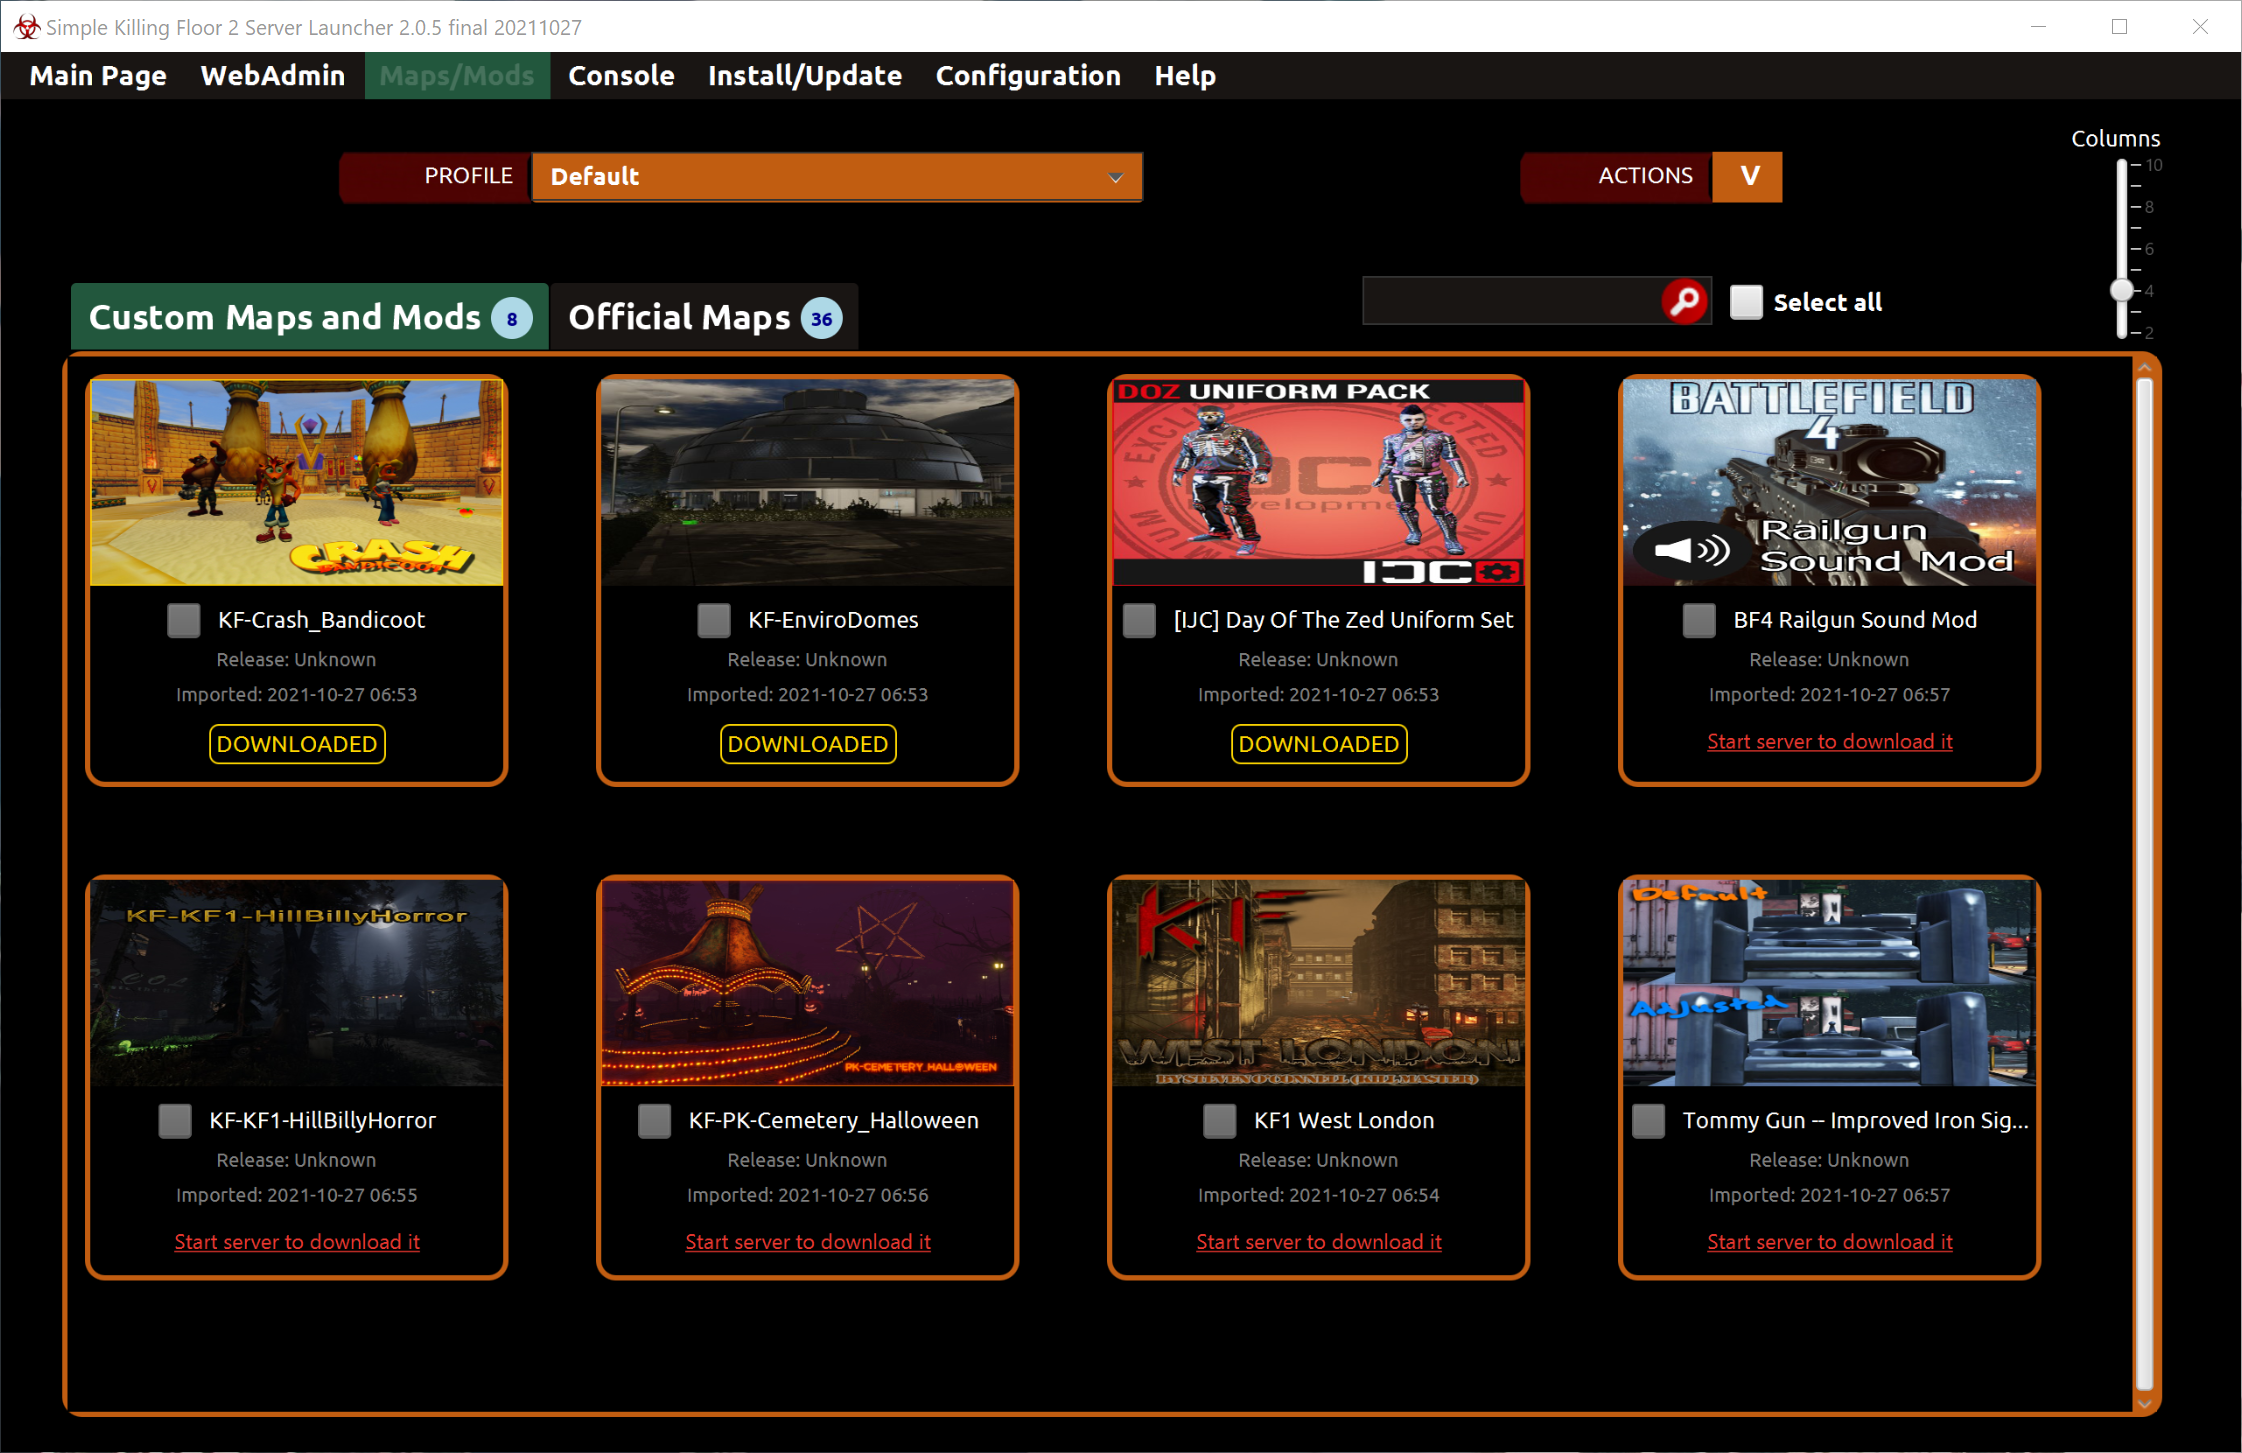 Simple Killing Floor 2 Server Launcher 2.0.5 final 20211027
Main Page WebAdmin Maps/Mods Console Install/Update Configuration Help
Columns
PROFILE Default ACTIONS V
10
8
6
4
2
Custom Maps and Mods 8 Official Maps 36 Select all
CRASH
BANDICOOT
DOZ UNIFORM PACK
IJC
BATTLEFIELD
4
Railgun
Sound Mod
KF-Crash_Bandicoot
Release: Unknown
Imported: 2021-10-27 06:53
DOWNLOADED
KF-EnviroDomes
Release: Unknown
Imported: 2021-10-27 06:53
DOWNLOADED
[IJC] Day Of The Zed Uniform Set
Release: Unknown
Imported: 2021-10-27 06:53
DOWNLOADED
BF4 Railgun Sound Mod
Release: Unknown
Imported: 2021-10-27 06:57
Start server to download it
KF-KF1-HillBillyHorror
PK-CEMETERY_HALLOWEEN
KF
WEST LONDON
BY STEVEN O'CONNELL (KILLMASTER)
Default
Adjusted
KF-KF1-HillBillyHorror
Release: Unknown
Imported: 2021-10-27 06:55
Start server to download it
KF-PK-Cemetery_Halloween
Release: Unknown
Imported: 2021-10-27 06:56
Start server to download it
KF1 West London
Release: Unknown
Imported: 2021-10-27 06:54
Start server to download it
Tommy Gun -- Improved Iron Sig...
Release: Unknown
Imported: 2021-10-27 06:57
Start server to download it